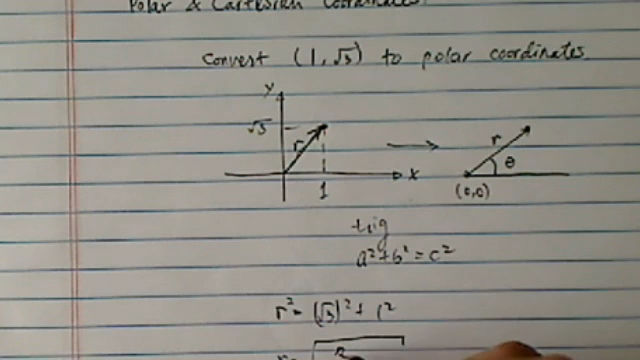 Polar & Cartesian Coordinates
Convert (1, √3) to polar coordinates
y
√3
r
x
1
r
θ
(0,0)
trig
a² + b² = c²
r² = (√3)² + 1²